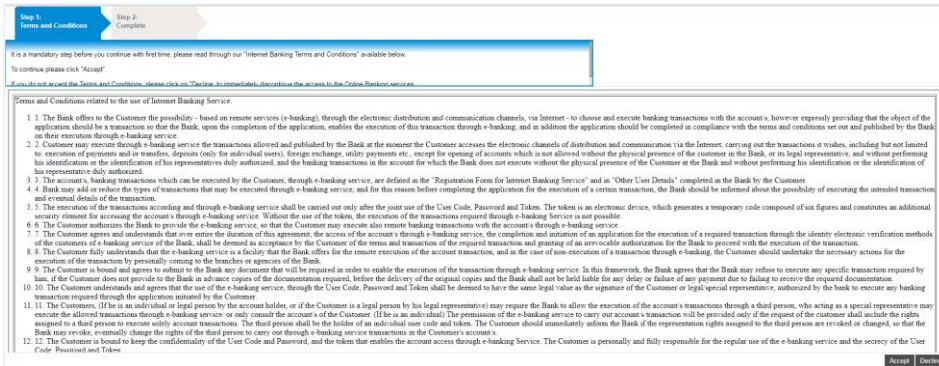 Step 1:
Terms and Conditions
Step 2:
Complete
It is a mandatory step before you continue with first time, please read through our "Internet Banking Terms and Conditions" available below.
To continue please click "Accept".
If you do not accept the Terms and Conditions, please click on "Decline, to immediately discontinue the access to the Online Banking services
Terms and Conditions related to the use of Internet Banking Service.
1. 1. The Bank offers to the Customer the possibility - based on remote services (e-banking), through the electronic distribution and communication channels, via Internet - to choose and execute banking transactions with the account/s, however expressly providing that the object of the
application should be a transaction so that the Bank, upon the completion of the application, enables the execution of this transaction through e-banking, and in addition the application should be completed in compliance with the terms and conditions set out and published by the Bank
on their execution through e-banking service.
2. 2. Customer may execute through e-banking service the transactions allowed and published by the Bank at the moment the Customer accesses the electronic channels of distribution and communication via the Internet, carrying out the transactions it wishes, including but not limited
to: execution of payments and/or transfers, deposits (only for individual users), foreign exchange, utility payments etc., except for opening of accounts which is not allowed without the physical presence of the customer in the Bank, or its legal representative, and without performing
his identification or the identification of his representatives duly authorized, and the banking transactions in the account for which the Bank does not execute without the physical presence of the Customer at the Bank and without performing his identification or the identification of
his representative duly authorized.
3. 3. The account/s, banking transactions which can be executed by the Customer, through e-banking service, are defined in the "Registration Form for Internet Banking Service" and in "Other User Details" completed in the Bank by the Customer.
4. 4. Bank may add or reduce the types of transactions that may be executed through e-banking service, and for this reason before completing the application for the execution of a certain transaction, the Bank should be informed about the possibility of executing the intended transaction
and eventual details of the transaction.
5. 5. The execution of the transactions according and through e-banking service shall be carried out only after the joint use of the User Code, Password and Token. The token is an electronic device, which generates a temporary code composed of six figures and constitutes an additional
security element for accessing the account/s through e-banking service. Without the use of the token, the execution of the transactions required through e-banking Service is not possible.
6. 6. The Customer authorizes the Bank to provide the e-banking service, so that the Customer may execute also remote banking transactions with the account/s through e-banking service.
7. 7. The Customer agrees and understands that over entire the duration of this agreement, the access of the account/s through e-banking service, the completion and initiation of an application for the execution of a required transaction through the identity electronic verification methods
of the customers of e-banking service of the Bank, shall be deemed as acceptance by the Customer of the terms and transaction of the required transaction and granting of an irrevocable authorization for the Bank to proceed with the execution of the transaction.
8. 8. The Customer fully understands that the e-banking service is a facility that the Bank offers for the remote execution of the account transaction, and in the case of non-execution of a transaction through e-banking, the Customer should undertake the necessary actions for the
execution of the transaction by personally coming to the branches or agencies of the Bank.
9. 9. The Customer is bound and agrees to submit to the Bank any document that will be required in order to enable the execution of the transaction through e-banking service. In this framework, the Bank agrees that the Bank may refuse to execute any specific transaction required by
him, if the Customer does not provide to the Bank in advance copies of the documents required, before the delivery of the original copies and the Bank shall not be held liable for any delay or failure of any payment due to failing to receive the required documentation.
10. 10. The Customer understands and agrees that the use of the e-banking service, through the User Code, Password and Token shall be deemed to have the same legal value as the signature of the Customer or legal/special representative, authorized by the bank to execute any banking
transaction required through the application initiated by the Customer.
11. 11. The Customers, (If he is an individual or legal person by the account holder, or if the Customer is a legal person by his legal representative) may require the Bank to allow the execution of the account/s transactions through a third person, who acting as a special representative may
execute the allowed transactions through e-banking service/ or only consult the account/s of the Customer. (If he is an individual) The permission of the e-banking service to carry out account/s transaction will be provided only if the request of the customer shall include the rights
assigned to a third person to execute solely account transactions. The third person shall be the holder of an individual user code and token. The Customer should immediately inform the Bank if the representation rights assigned to the third person are revoked or changed, so that the
Bank may revoke, eventually change the rights of the third person to carry out through e-banking service transactions in the Customer's account/s.
12. 12. The Customer is bound to keep the confidentiality of the User Code and Password, and the token that enables the account access through e-banking Service. The Customer is personally and fully responsible for the regular use of the e-banking service and the secrecy of the User
Code, Password and Token
Accept Decline